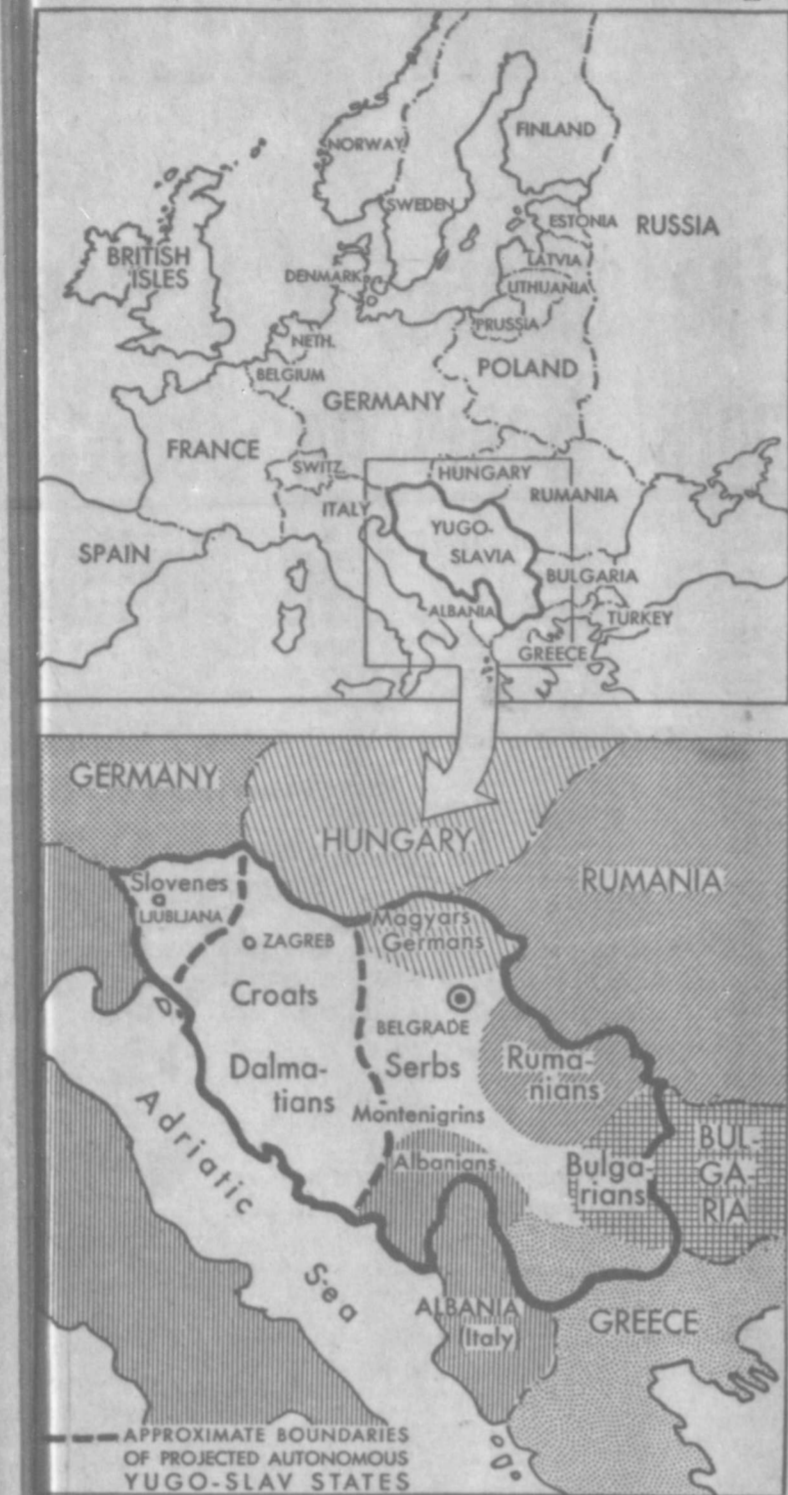 NORWAY
FINLAND
SWEDEN
ESTONIA
RUSSIA
BRITISH
ISLES
LATVIA
DENMARK
LITHUANIA
PRUSSIA
NETH.
POLAND
BELGIUM
GERMANY
FRANCE
SWITZ.
HUNGARY
RUMANIA
ITALY
YUGO-
SLAVIA
SPAIN
BULGARIA
ALBANIA
TURKEY
GREECE
GERMANY
HUNGARY
RUMANIA
Slovenes
LJUBLJANA
Magyars
Germans
ZAGREB
Croats
BELGRADE
Dalma-
tians
Serbs
Ruma-
nians
Montenigrins
Adriatic
Sea
Albanians
Bulga-
rians
BUL-
GA-
RIA
ALBANIA
(Italy)
GREECE
APPROXIMATE BOUNDARIES
OF PROJECTED AUTONOMOUS
YUGO-SLAV STATES